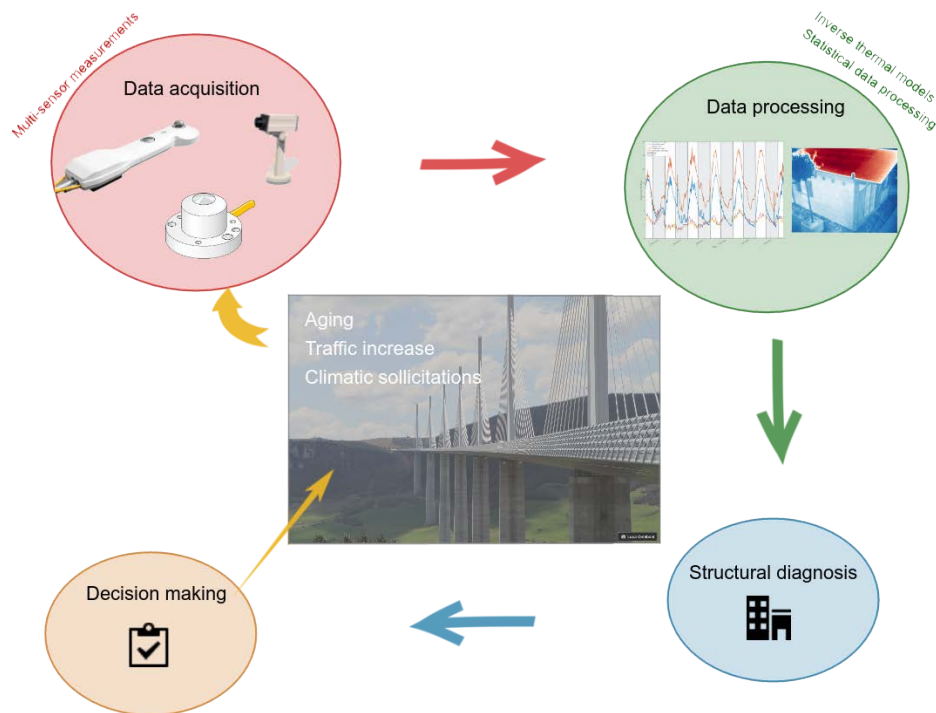 Multi-sensor measurements
Data acquisition
Inverse thermal models
Statistical data processing
Data processing
Aging
Traffic increase
Climatic sollicitations
Structural diagnosis
Decision making